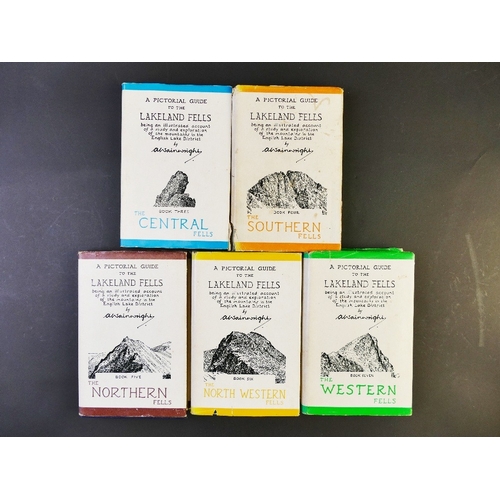 A PICTORIAL GUIDE
TO THE
LAKELAND FELLS
being an illustrated account
of a study and exploration
of the mountains in the
English Lake District
by
AWainwright
BOOK THREE
THE
CENTRAL
FELLS
A PICTORIAL GUIDE
TO THE
LAKELAND FELLS
being an illustrated account
of a study and exploration
of the mountains in the
English Lake District
by
AWainwright
BOOK FOUR
THE
SOUTHERN
FELLS
A PICTORIAL GUIDE
TO THE
LAKELAND FELLS
being an illustrated account
of a study and exploration
of the mountains in the
English Lake District
by
AWainwright
BOOK FIVE
THE
NORTHERN
FELLS
A PICTORIAL GUIDE
TO THE
LAKELAND FELLS
being an illustrated account
of a study and exploration
of the mountains in the
English Lake District
by
AWainwright
BOOK SIX
THE
NORTH WESTERN
FELLS
A PICTORIAL GUIDE
TO THE
LAKELAND FELLS
being an illustrated account
of a study and exploration
of the mountains in the
English Lake District
by
AWainwright
BOOK SEVEN
THE
WESTERN
FELLS